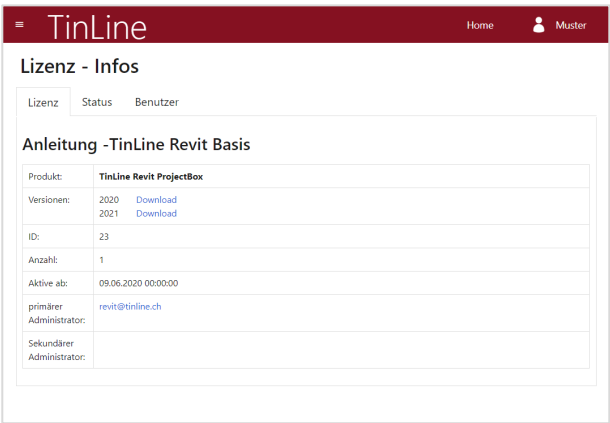 TinLine
Home
Muster
Lizenz - Infos
Lizenz
Status
Benutzer
Anleitung -TinLine Revit Basis
Produkt: TinLine Revit ProjectBox
Versionen: 2020 Download
2021 Download
ID: 23
Anzahl: 1
Aktive ab: 09.06.2020 00:00:00
primärer revit@tinline.ch
Administrator:
Sekundärer
Administrator: